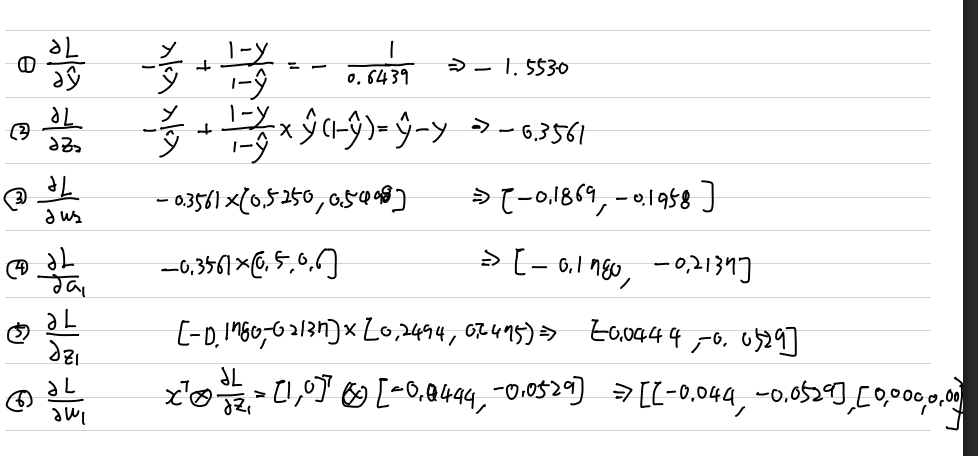 ① ∂L/∂ŷ -y/ŷ + 1-y/1-ŷ = - 1/0.6439 ⇒ - 1.5530
② ∂L/∂z₂ -y/ŷ + 1-y/1-ŷ × ŷ(1-ŷ) = ŷ-y ⇒ -0.3561
③ ∂L/∂w₂ -0.3561×[0.5250, ⇒ [-0.1869, -0.1958]
④ ∂L/∂a₁ -0.3561×[0.5,0.6] ⇒ [-0.1780, -0.2137]
⑤ ∂L/∂z₁ [-0.1780,-0.2137]×[0.2494, 0.2475] ⇒ [-0.0444,-0.0529]
⑥ ∂L/∂w₁ xᵀ⊗∂L/∂z₁ = [1,0]ᵀ ⊗ [-0.0444, -0.0529] ⇒ [[-0.044, -0.0529],[0.000,0.00]]